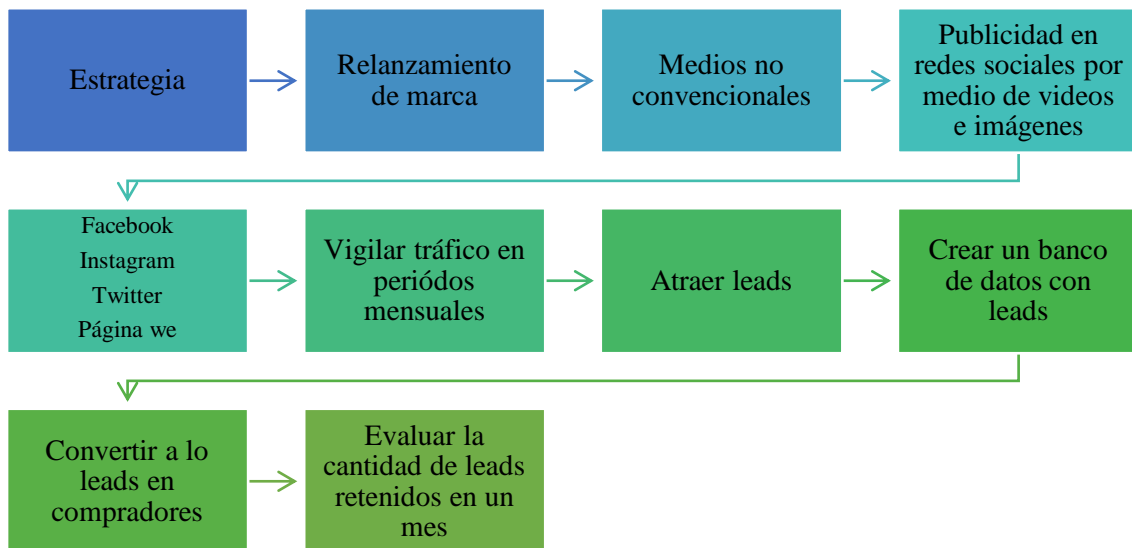 Estrategia
Relanzamiento
de marca
Medios no
convencionales
Publicidad en
redes sociales por
medio de videos
e imágenes
Facebook
Instagram
Twitter
Página we
Vigilar tráfico en
periódos
mensuales
Atraer leads
Crear un banco
de datos con
leads
Convertir a lo
leads en
compradores
Evaluar la
cantidad de leads
retenidos en un
mes